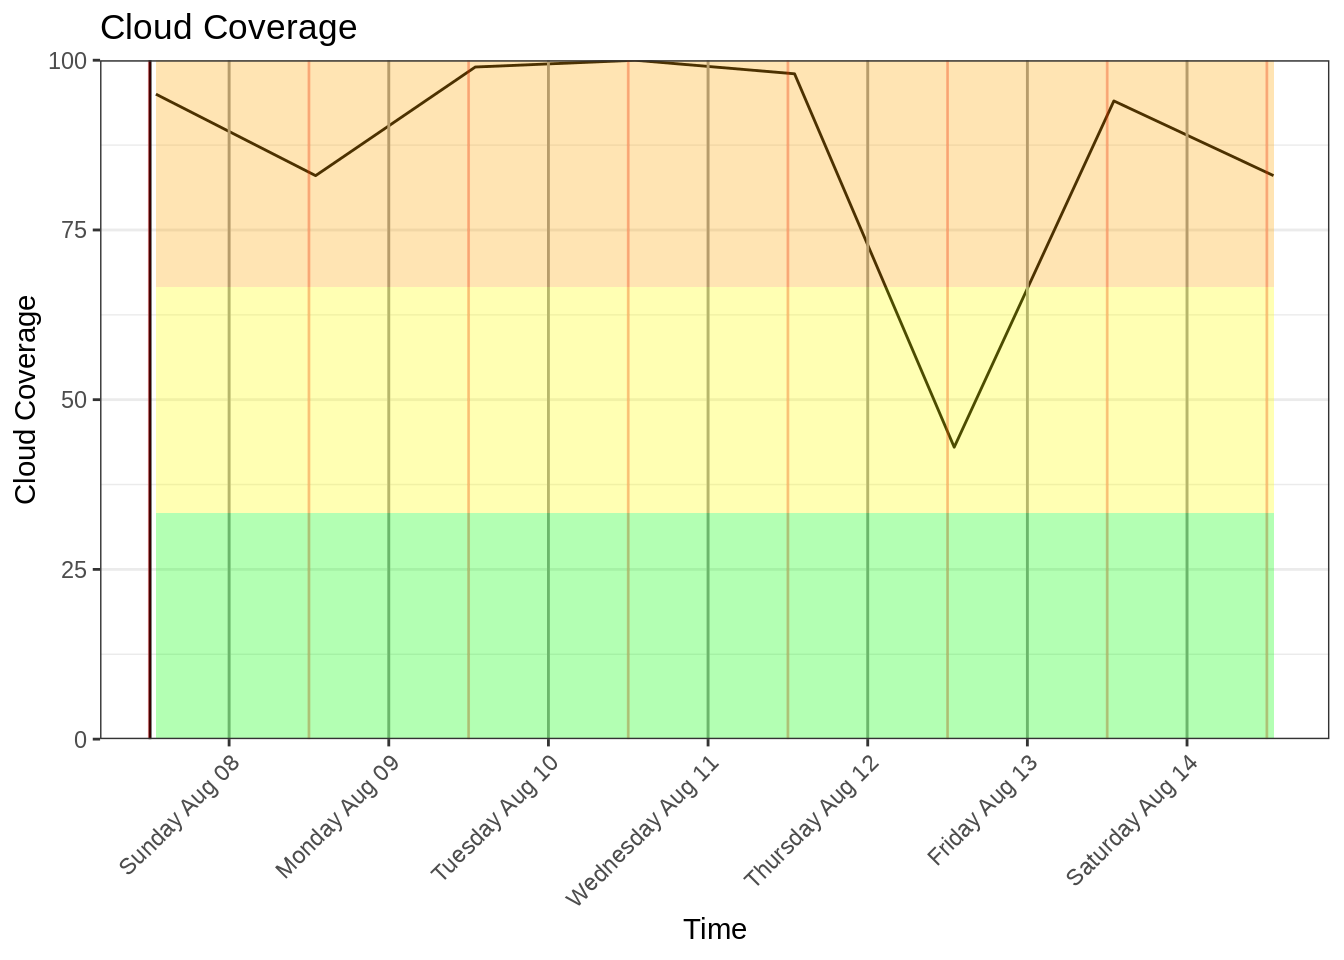 Cloud Coverage
100
75
50
25
0
Cloud Coverage
Sunday Aug 08
Monday Aug 09
Tuesday Aug 10
Wednesday Aug 11
Thursday Aug 12
Friday Aug 13
Saturday Aug 14
Time